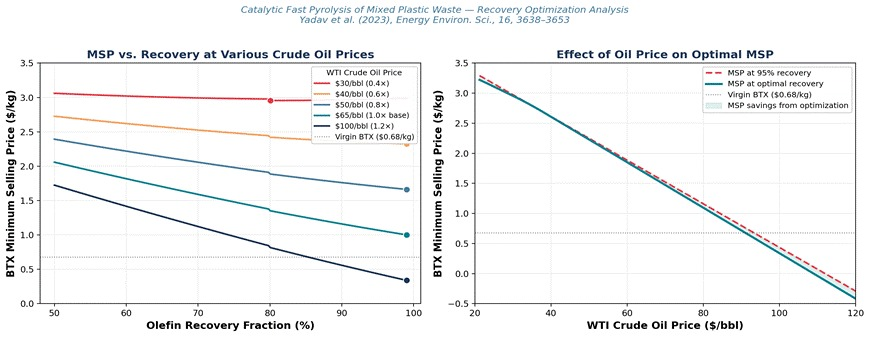 Catalytic Fast Pyrolysis of Mixed Plastic Waste — Recovery Optimization Analysis
Yadav et al. (2023), Energy Environ. Sci., 16, 3638–3653
MSP vs. Recovery at Various Crude Oil Prices
BTX Minimum Selling Price ($/kg)
3.5
3.0
2.5
2.0
1.5
1.0
0.5
0.0
WTI Crude Oil Price
$30/bbl (0.4×)
$40/bbl (0.6×)
$50/bbl (0.8×)
$65/bbl (1.0× base)
$100/bbl (1.2×)
Virgin BTX ($0.68/kg)
50 60 70 80 90 100
Olefin Recovery Fraction (%)
Effect of Oil Price on Optimal MSP
BTX Minimum Selling Price ($/kg)
3.5
3.0
2.5
2.0
1.5
1.0
0.5
0.0
−0.5
MSP at 95% recovery
MSP at optimal recovery
Virgin BTX ($0.68/kg)
MSP savings from optimization
20 40 60 80 100 120
WTI Crude Oil Price ($/bbl)